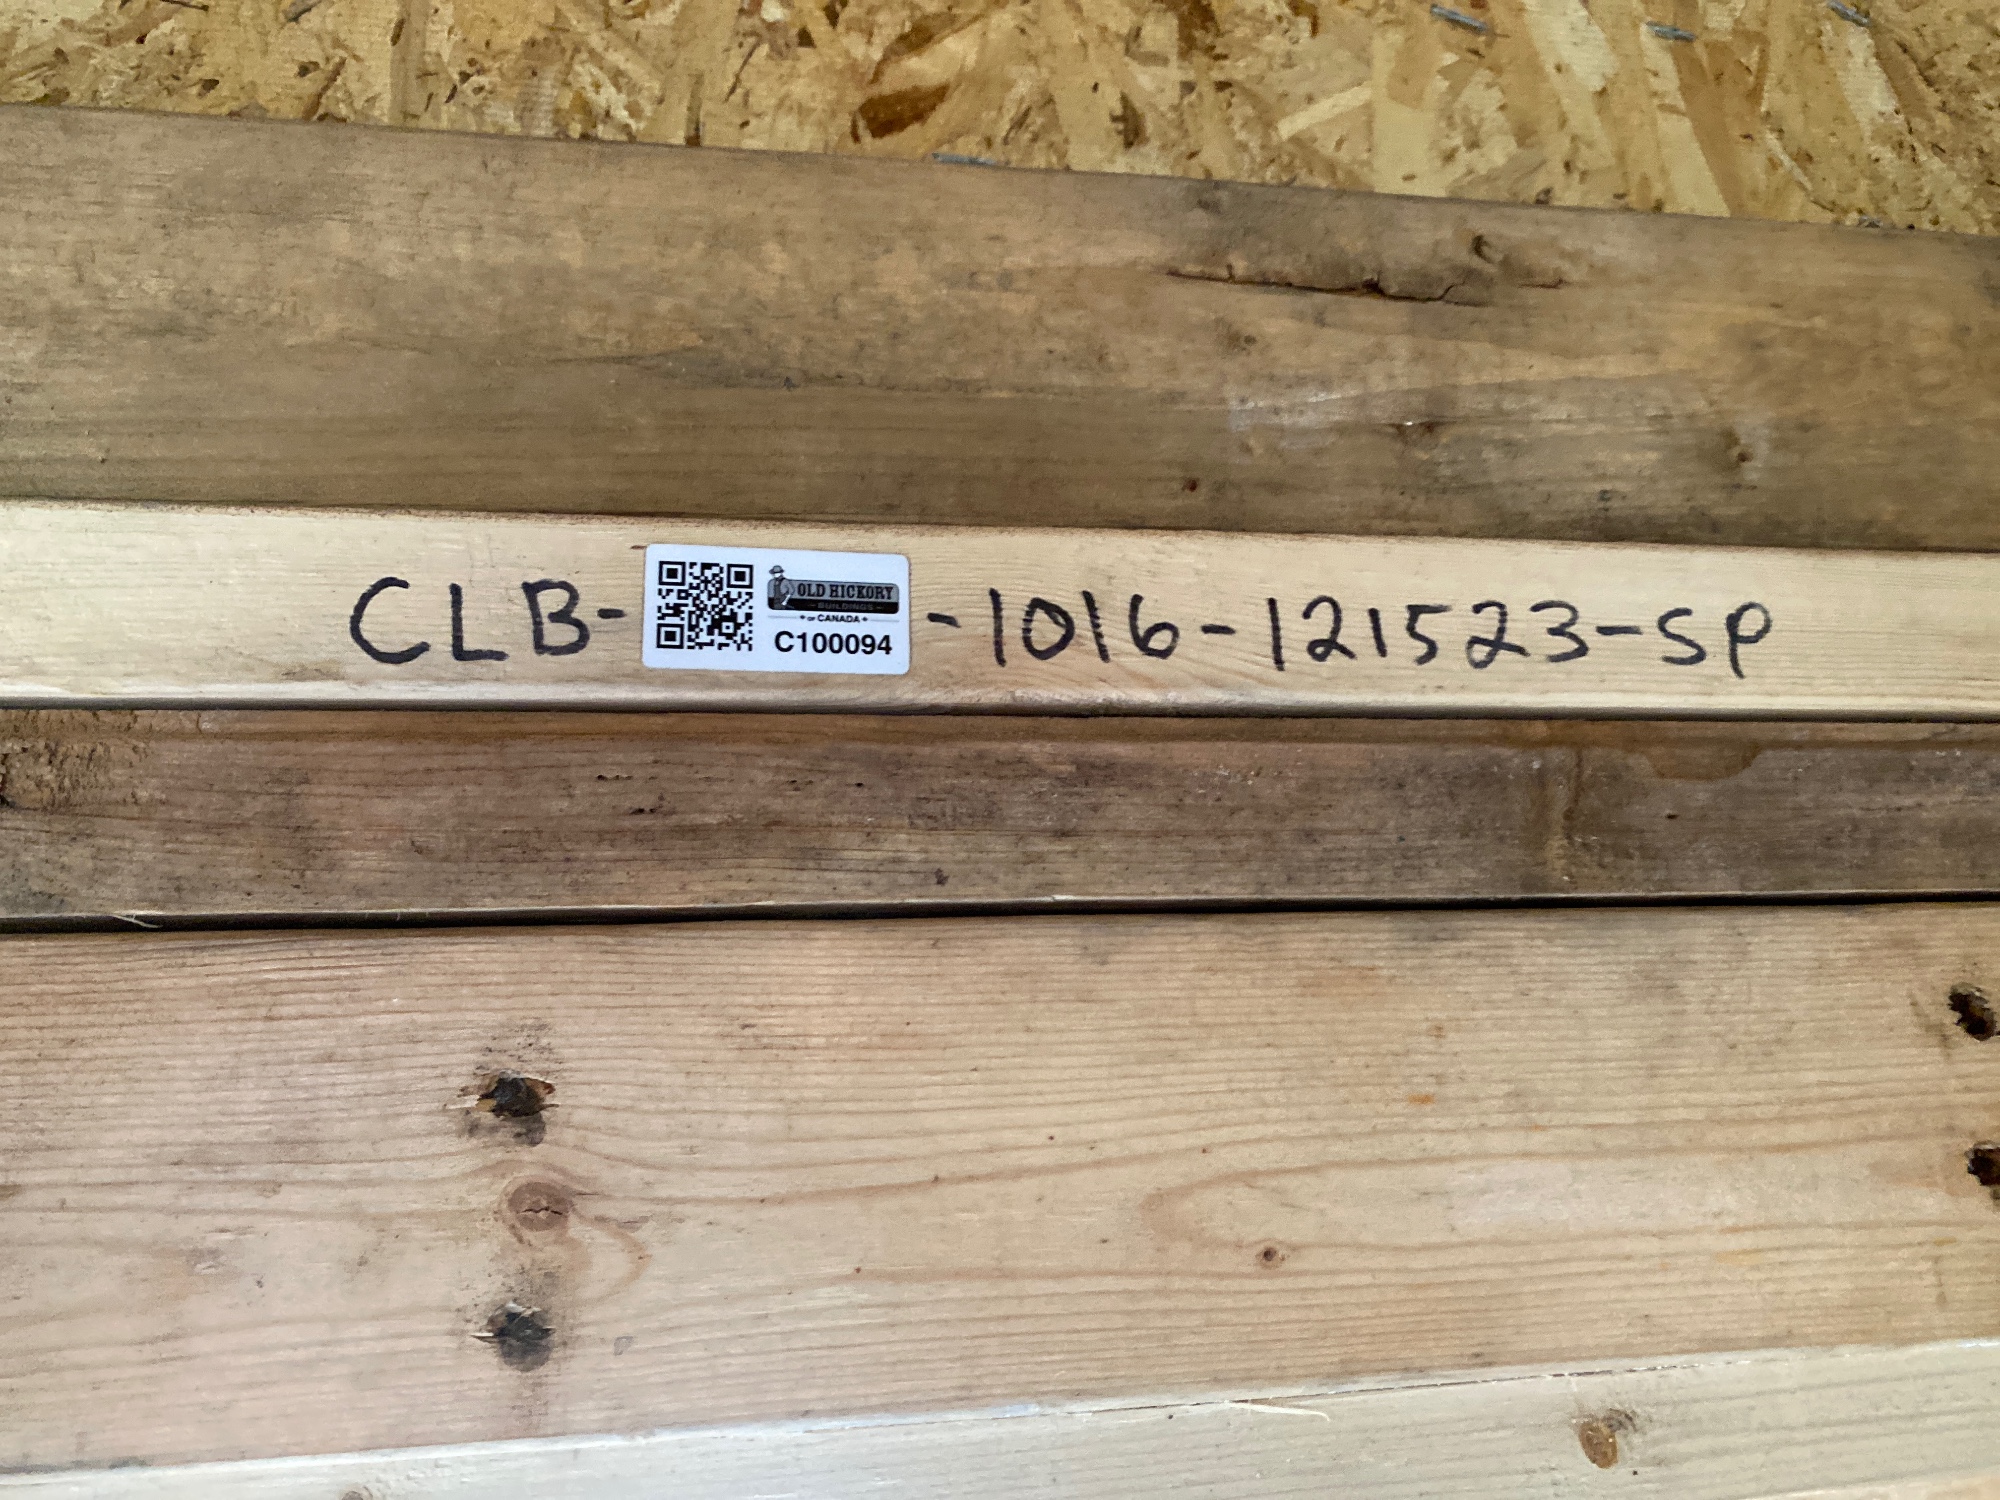 CLB- OLD HICKORY -1016-121523-SP
BUILDINGS
OF CANADA
C100094